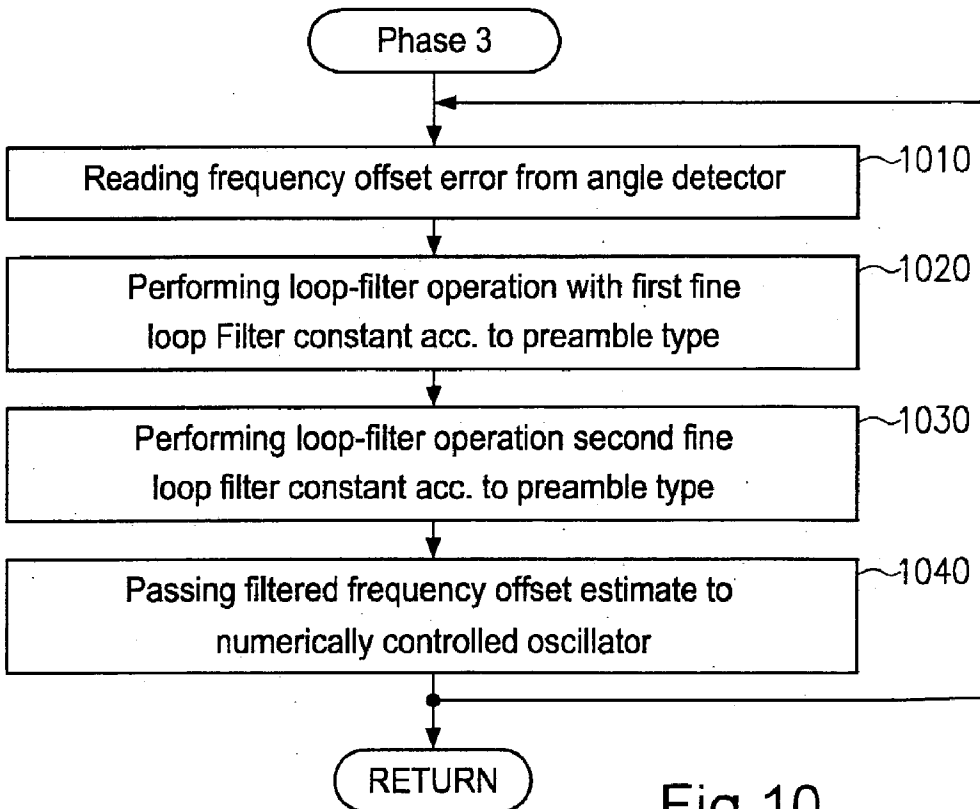 Phase 3
Reading frequency offset error from angle detector
1010
Performing loop-filter operation with first fine
loop Filter constant acc. to preamble type
1020
Performing loop-filter operation second fine
loop filter constant acc. to preamble type
1030
Passing filtered frequency offset estimate to
numerically controlled oscillator
1040
RETURN
Fig.10